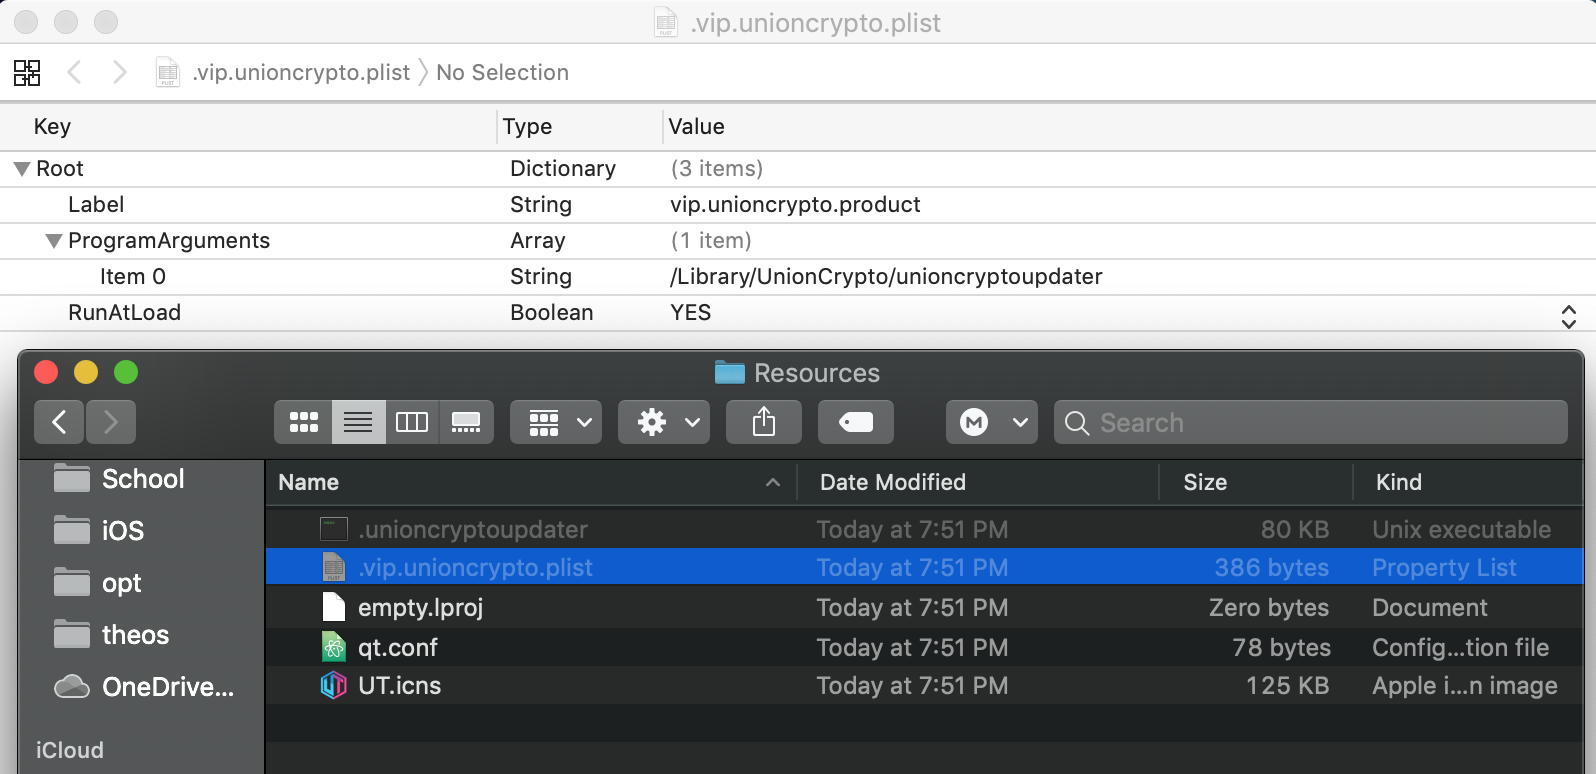 .vip.unioncrypto.plist
.vip.unioncrypto.plist No Selection
Key Type Value
Root Dictionary (3 items)
Label String vip.unioncrypto.product
ProgramArguments Array (1 item)
Item 0 String /Library/UnionCrypto/unioncryptoupdater
RunAtLoad Boolean YES
Resources
M Search
School
iOS
opt
theos
OneDrive...
iCloud
Name Date Modified Size Kind
.unioncryptoupdater Today at 7:51 PM 80 KB Unix executable
.vip.unioncrypto.plist Today at 7:51 PM 386 bytes Property List
empty.lproj Today at 7:51 PM Zero bytes Document
qt.conf Today at 7:51 PM 78 bytes Config...tion file
UT.icns Today at 7:51 PM 125 KB Apple i...n image